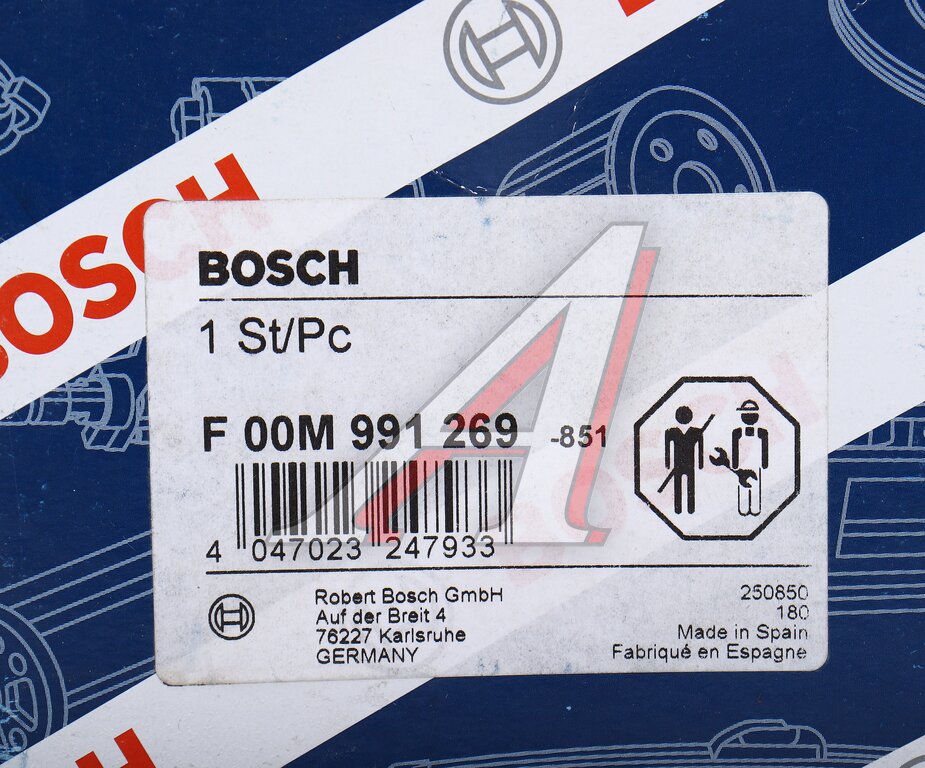 BOSCH
BOSCH
1 St/Pc
F 00M 991 269 -851
4 047023 247933
Robert Bosch GmbH
Auf der Breit 4
76227 Karlsruhe
GERMANY
250850
180
Made in Spain
Fabriqué en Espagne